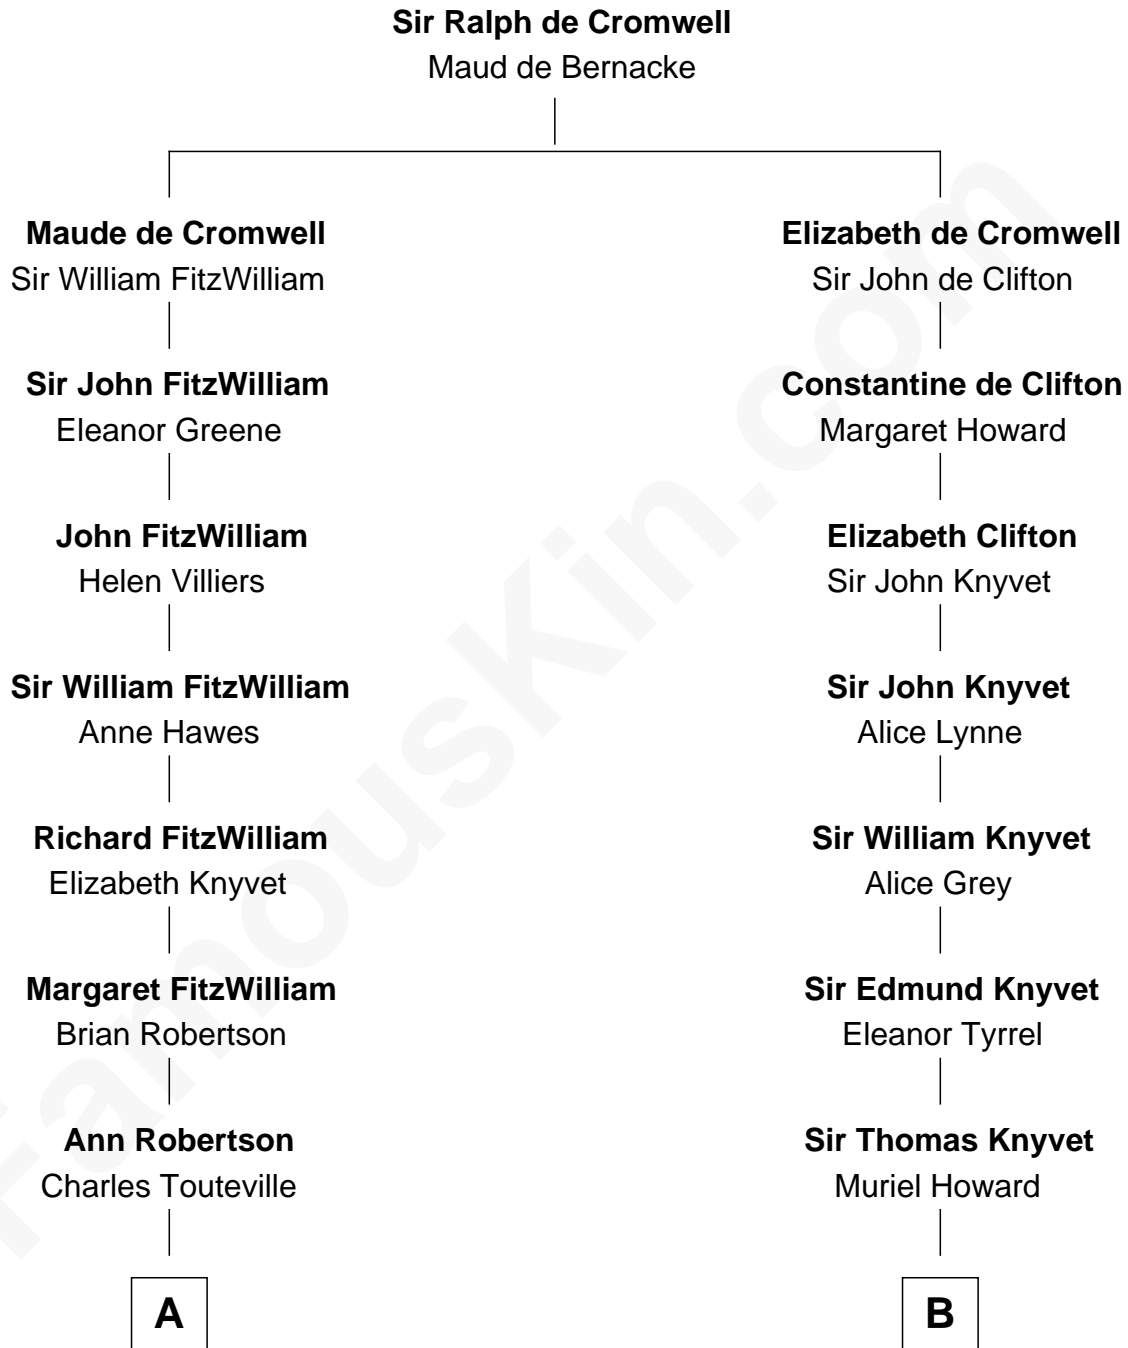 Sir Ralph de Cromwell
Maud de Bernacke
Maude de Cromwell
Sir William FitzWilliam
Elizabeth de Cromwell
Sir John de Clifton
Sir John FitzWilliam
Eleanor Greene
Constantine de Clifton
Margaret Howard
John FitzWilliam
Helen Villiers
Elizabeth Clifton
Sir John Knyvet
Sir William FitzWilliam
Anne Hawes
Sir John Knyvet
Alice Lynne
Richard FitzWilliam
Elizabeth Knyvet
Sir William Knyvet
Alice Grey
Margaret FitzWilliam
Brian Robertson
Sir Edmund Knyvet
Eleanor Tyrrel
Ann Robertson
Charles Touteville
Sir Thomas Knyvet
Muriel Howard
A
B
FamousKin.com